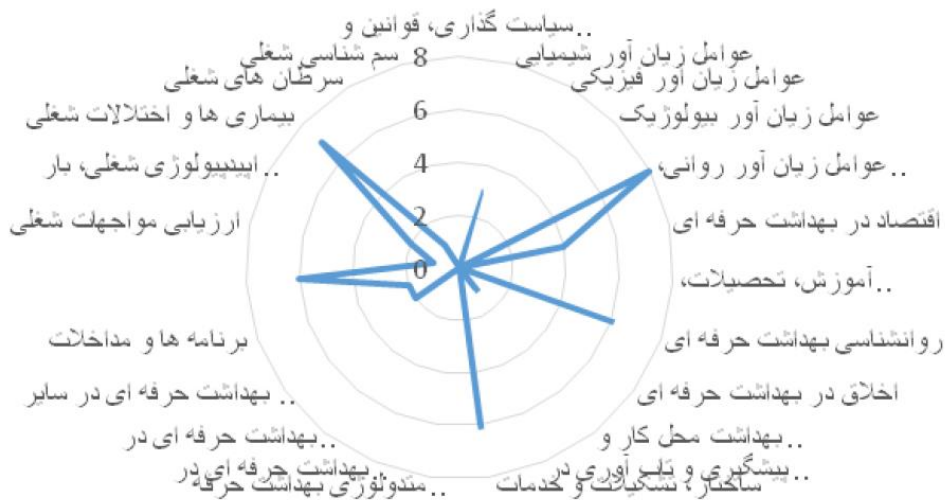 سیاست گذاری، قوانین و..
عوامل زیان آور شیمیایی
عوامل زیان آور فیزیکی
عوامل زیان آور بیولوژیک
عوامل زیان آور روانی،..
اقتصاد در بهداشت حرفه ای
آموزش، تحصیلات،..
روانشناسی بهداشت حرفه ای
اخلاق در بهداشت حرفه ای
بهداشت محل کار و..
پیشگیری و تاب آوری در..
ساختار، تشکیلات و خدمات
متدولوژی بهداشت حرفه..
بهداشت حرفه ای در..
بهداشت حرفه ای در..
بهداشت حرفه ای در سایر..
برنامه ها و مداخلات
ارزیابی مواجهات شغلی
اپیدمیولوژی شغلی، بار..
بیماری ها و اختلالات شغلی
سرطان های شغلی
سم شناسی شغلی
8
6
4
2
0